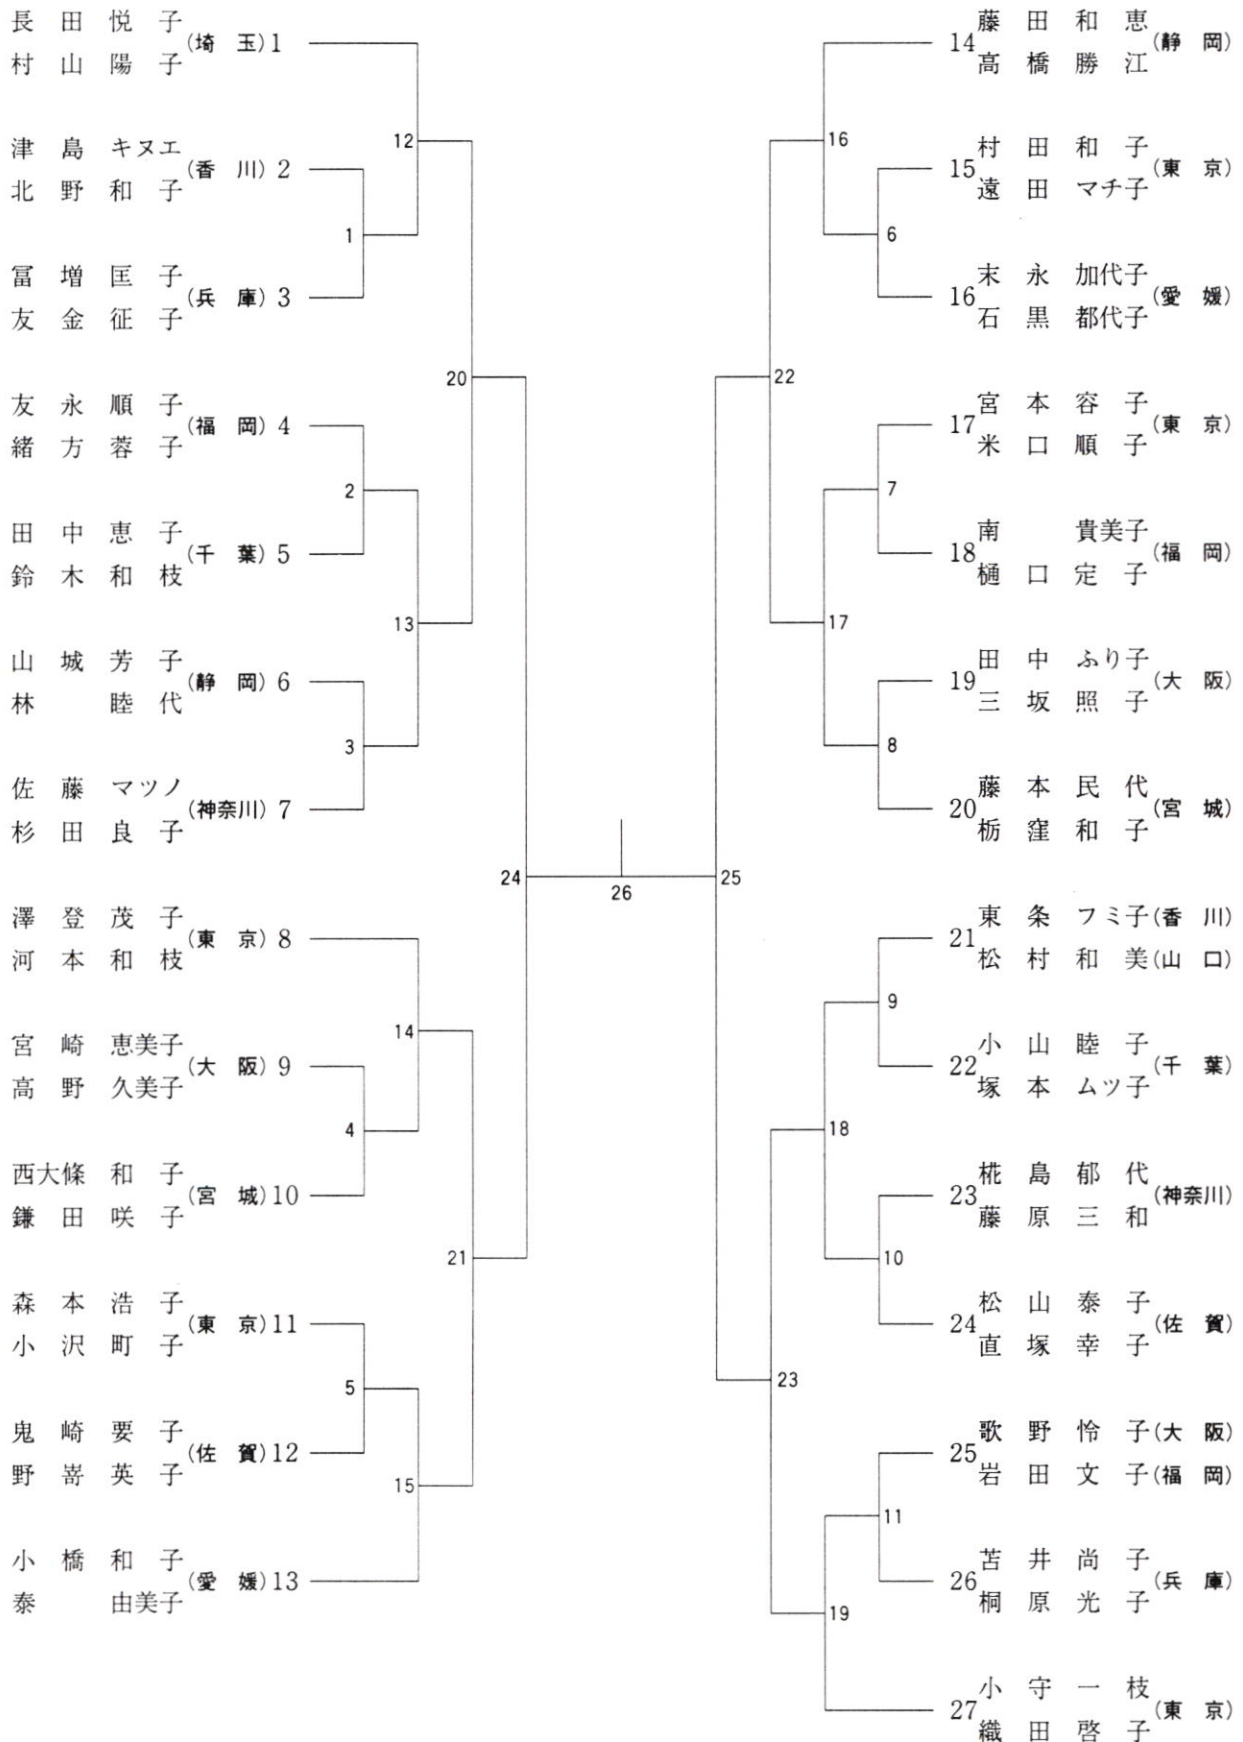 長田悦子
(埼玉) 1
村山陽子
津島キヌエ
(香川) 2
北野和子
冨増匡子
(兵庫) 3
友金征子
友永順子
(福岡) 4
緒方蓉子
田中恵子
(千葉) 5
鈴木和枝
山城芳子
(静岡) 6
林睦代
佐藤マツノ
(神奈川) 7
杉田良子
澤登茂子
(東京) 8
河本和枝
宮崎恵美子
(大阪) 9
高野久美子
西大條和子
(宮城) 10
鎌田咲子
森本浩子
(東京) 11
小沢町子
鬼崎要子
(佐賀) 12
野嵜英子
小橋和子
(愛媛) 13
泰由美子
12
1
20
2
13
3
24
14
4
21
5
15
26
25
16
6
22
7
17
8
9
18
10
23
11
19
藤田和恵
14 (静岡)
高橋勝江
村田和子
15 (東京)
遠田マチ子
末永加代子
16 (愛媛)
石黒都代子
宮本容子
17 (東京)
米口順子
南貴美子
18 (福岡)
樋口定子
田中ふり子
19 (大阪)
三坂照子
藤本民代
20 (宮城)
栃窪和子
東条フミ子(香川)
21
松村和美(山口)
小山睦子
22 (千葉)
塚本ムツ子
椛島郁代
23 (神奈川)
藤原三和
松山泰子
24 (佐賀)
直塚幸子
歌野怜子(大阪)
25
岩田文子(福岡)
苫井尚子
26 (兵庫)
桐原光子
小守一枝
27 (東京)
織田啓子